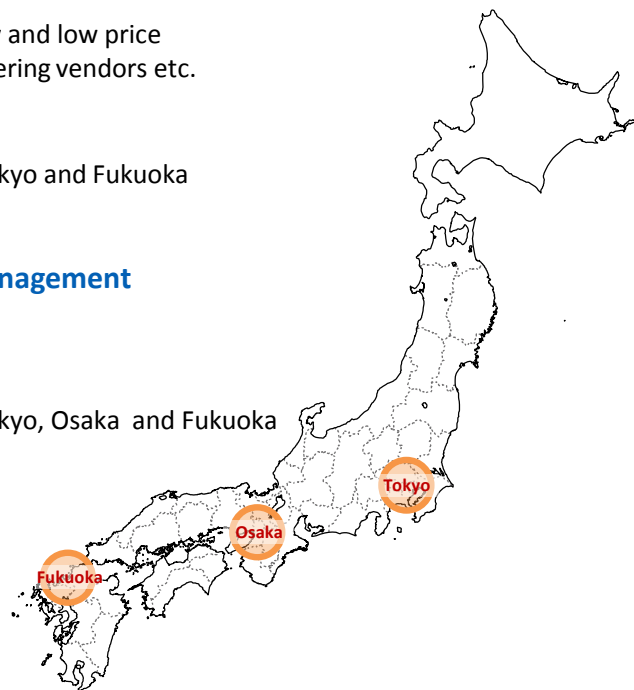 and low price
ering vendors etc.
kyo and Fukuoka
nagement
kyo, Osaka and Fukuoka
Tokyo
Osaka
Fukuoka